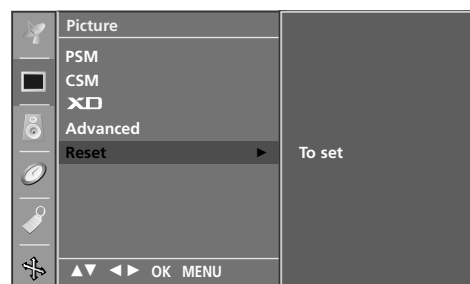 Picture
PSM
CSM
XD
Advanced
Reset ► To set
▲▼ ◄► OK MENU